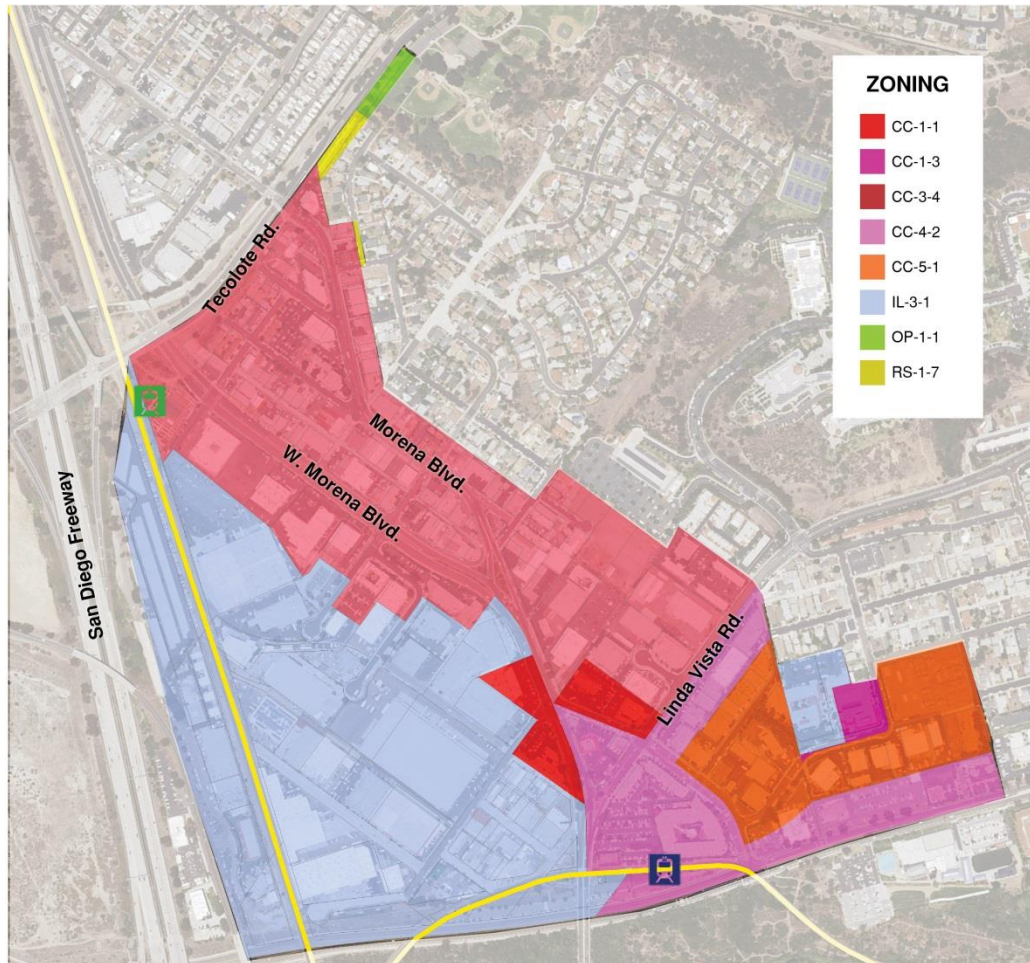 ZONING
CC-1-1
CC-1-3
CC-3-4
CC-4-2
CC-5-1
IL-3-1
OP-1-1
RS-1-7
Tecolote Rd.
Morena Blvd.
W. Morena Blvd.
San Diego Freeway
Linda Vista Rd.